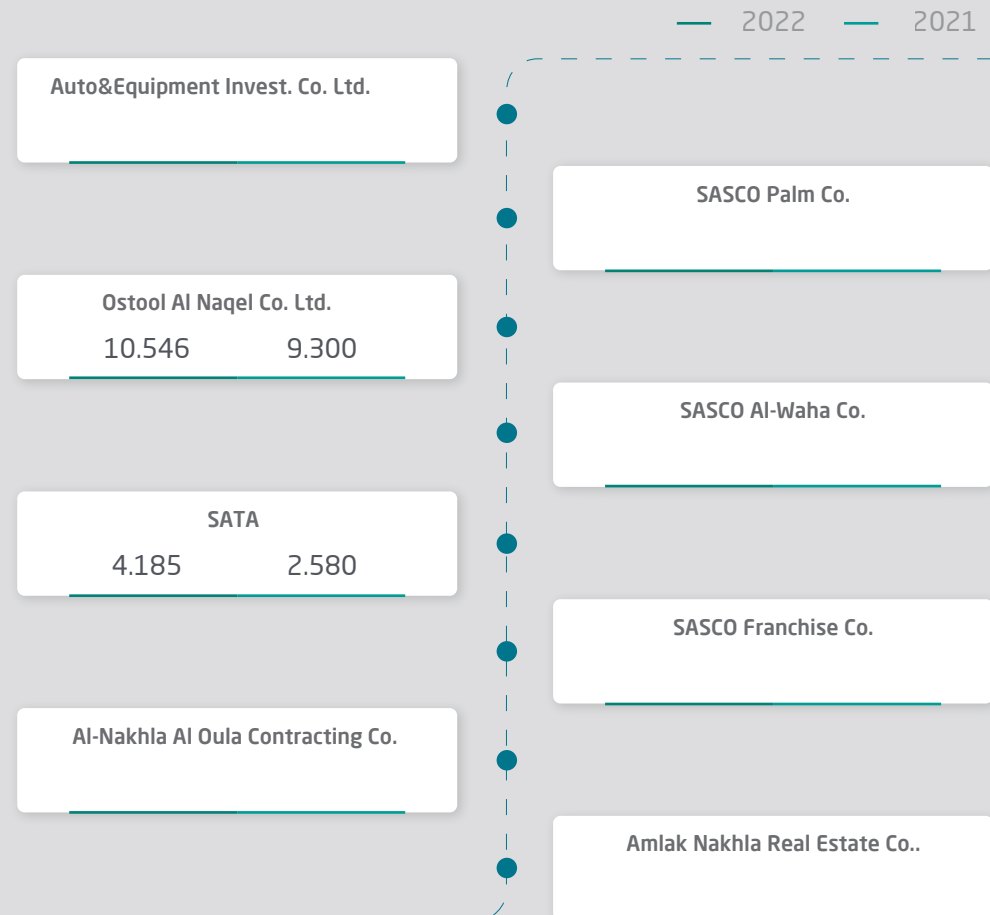 2022 2021
Auto&Equipment Invest. Co. Ltd.
SASCO Palm Co.
Ostool Al Naqel Co. Ltd.
10.546 9.300
SASCO Al-Waha Co.
SATA
4.185 2.580
SASCO Franchise Co.
Al-Nakhla Al Oula Contracting Co.
Amlak Nakhla Real Estate Co..